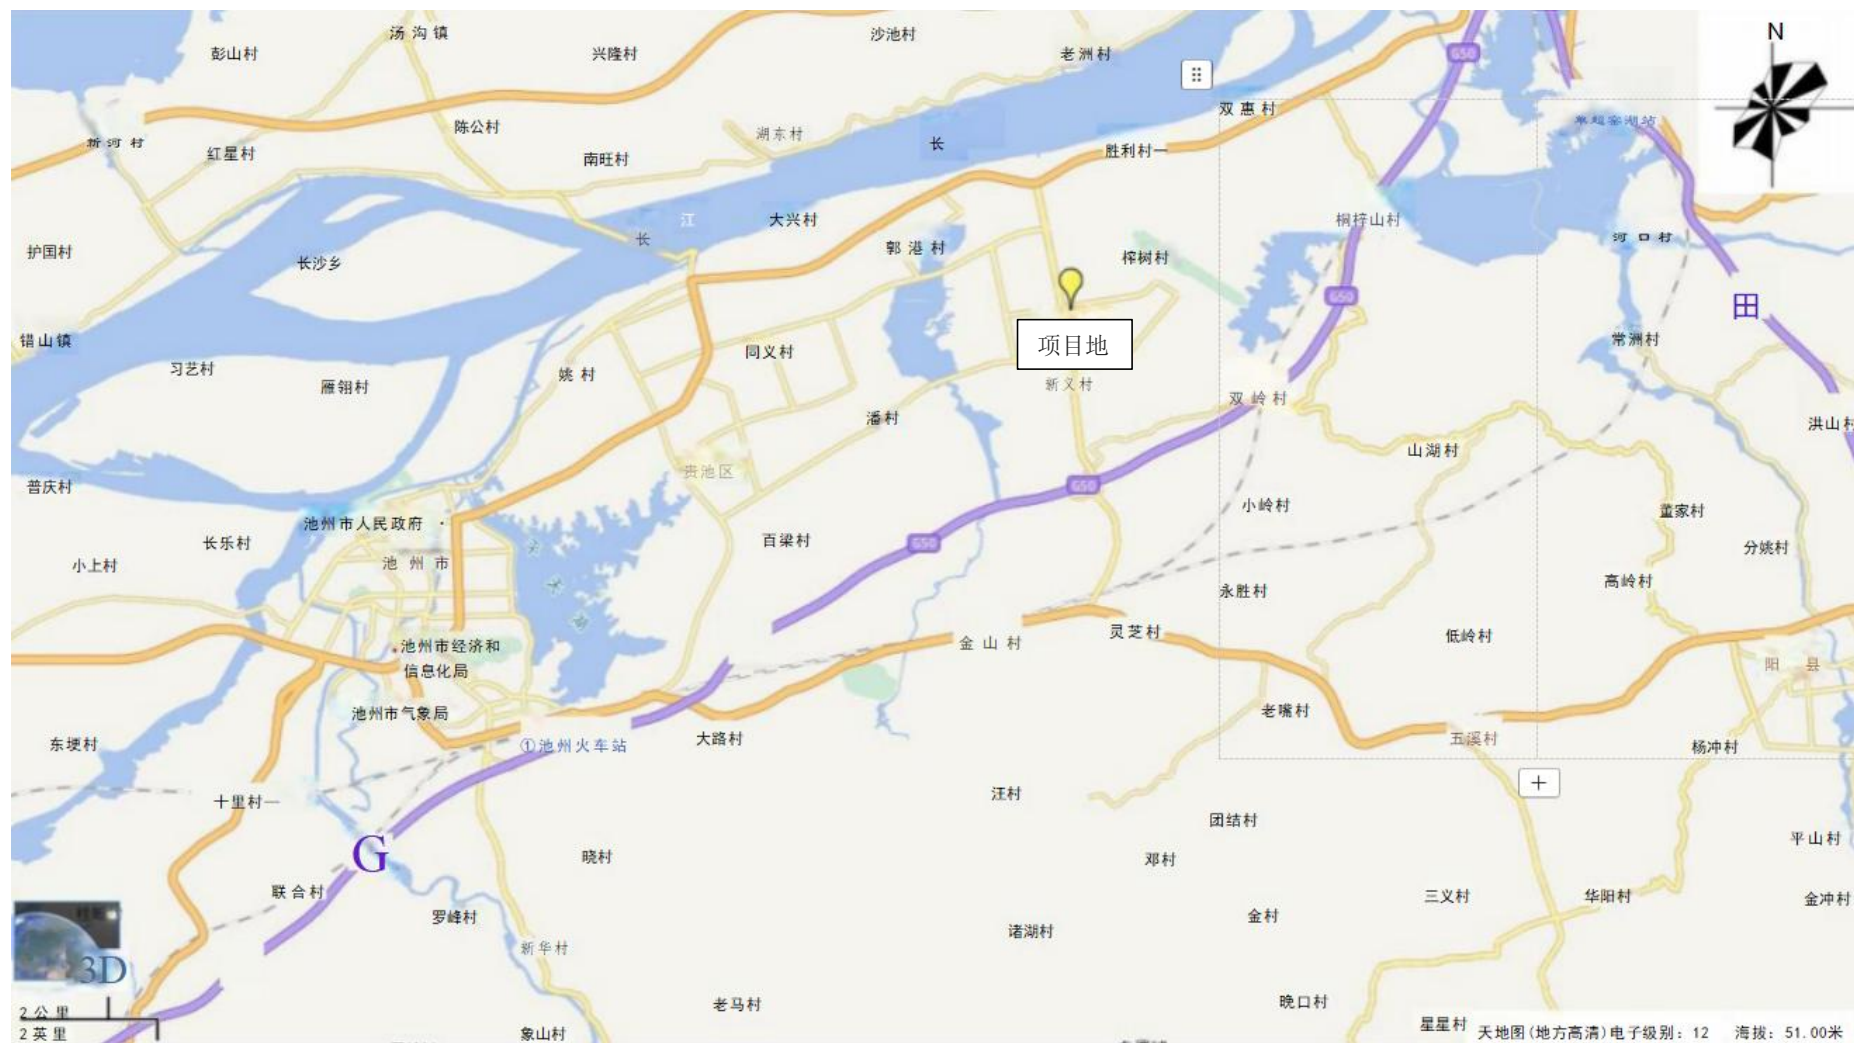 汤沟镇
沙池村
N
彭山村
兴隆村
老洲村
G50
双惠村
陈公村
湖东村
新河村
红星村
南旺村
长
胜利村
江
大兴村
桐梓山村
长
郭港村
河口村
护国村
长沙乡
榨树村
G50
田
错山镇
项目地
常洲村
习艺村
雁翎村
姚村
同义村
新义村
双岭村
潘村
洪山村
山湖村
贵池区
普庆村
G50
小岭村
池州市人民政府
董家村
长乐村
百梁村
G50
分姚村
小上村
池州市
高岭村
永胜村
灵芝村
低岭村
池州市经济和
信息化局
金山村
阳县
池州市气象局
老嘴村
东埂村
①池州火车站
大路村
五溪村
杨冲村
+
汪村
十里村
团结村
平山村
G
晓村
邓村
联合村
三义村
华阳村
金冲村
罗峰村
金村
诸湖村
新华村
3D
老马村
晚口村
2公里
2英里
象山村
星星村
天地图(地方高清)电子级别：12 海拔：51.00米